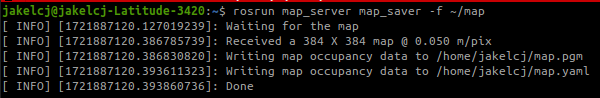 jakelcj@jakelcj-Latitude-3420:~$ rosrun map_server map_saver -f ~/map
[ INFO] [1721887120.127019239]: Waiting for the map
[ INFO] [1721887120.386785739]: Received a 384 X 384 map @ 0.050 m/pix
[ INFO] [1721887120.386830820]: Writing map occupancy data to /home/jakelcj/map.pgm
[ INFO] [1721887120.393611323]: Writing map occupancy data to /home/jakelcj/map.yaml
[ INFO] [1721887120.393860736]: Done